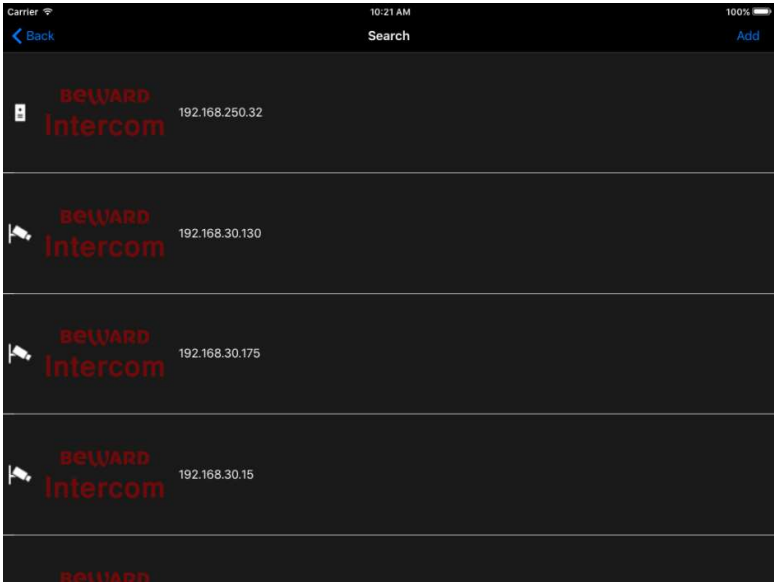 Carrier 10:21 AM 100%
Back Search Add
BEWARD
Intercom
192.168.250.32
BEWARD
Intercom
192.168.30.130
BEWARD
Intercom
192.168.30.175
BEWARD
Intercom
192.168.30.15
BEWARD